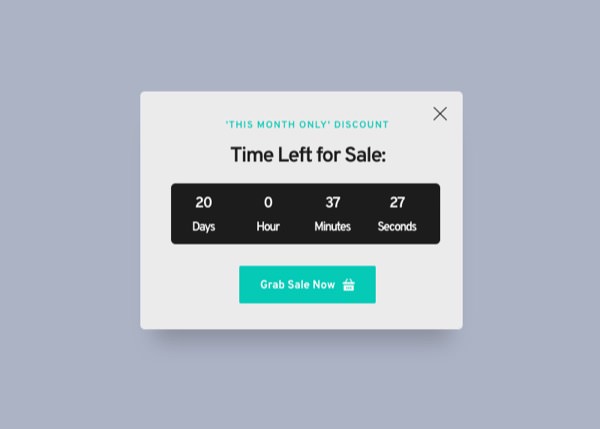 'THIS MONTH ONLY' DISCOUNT
Time Left for Sale:
20 0 37 27
Days Hour Minutes Seconds
Grab Sale Now